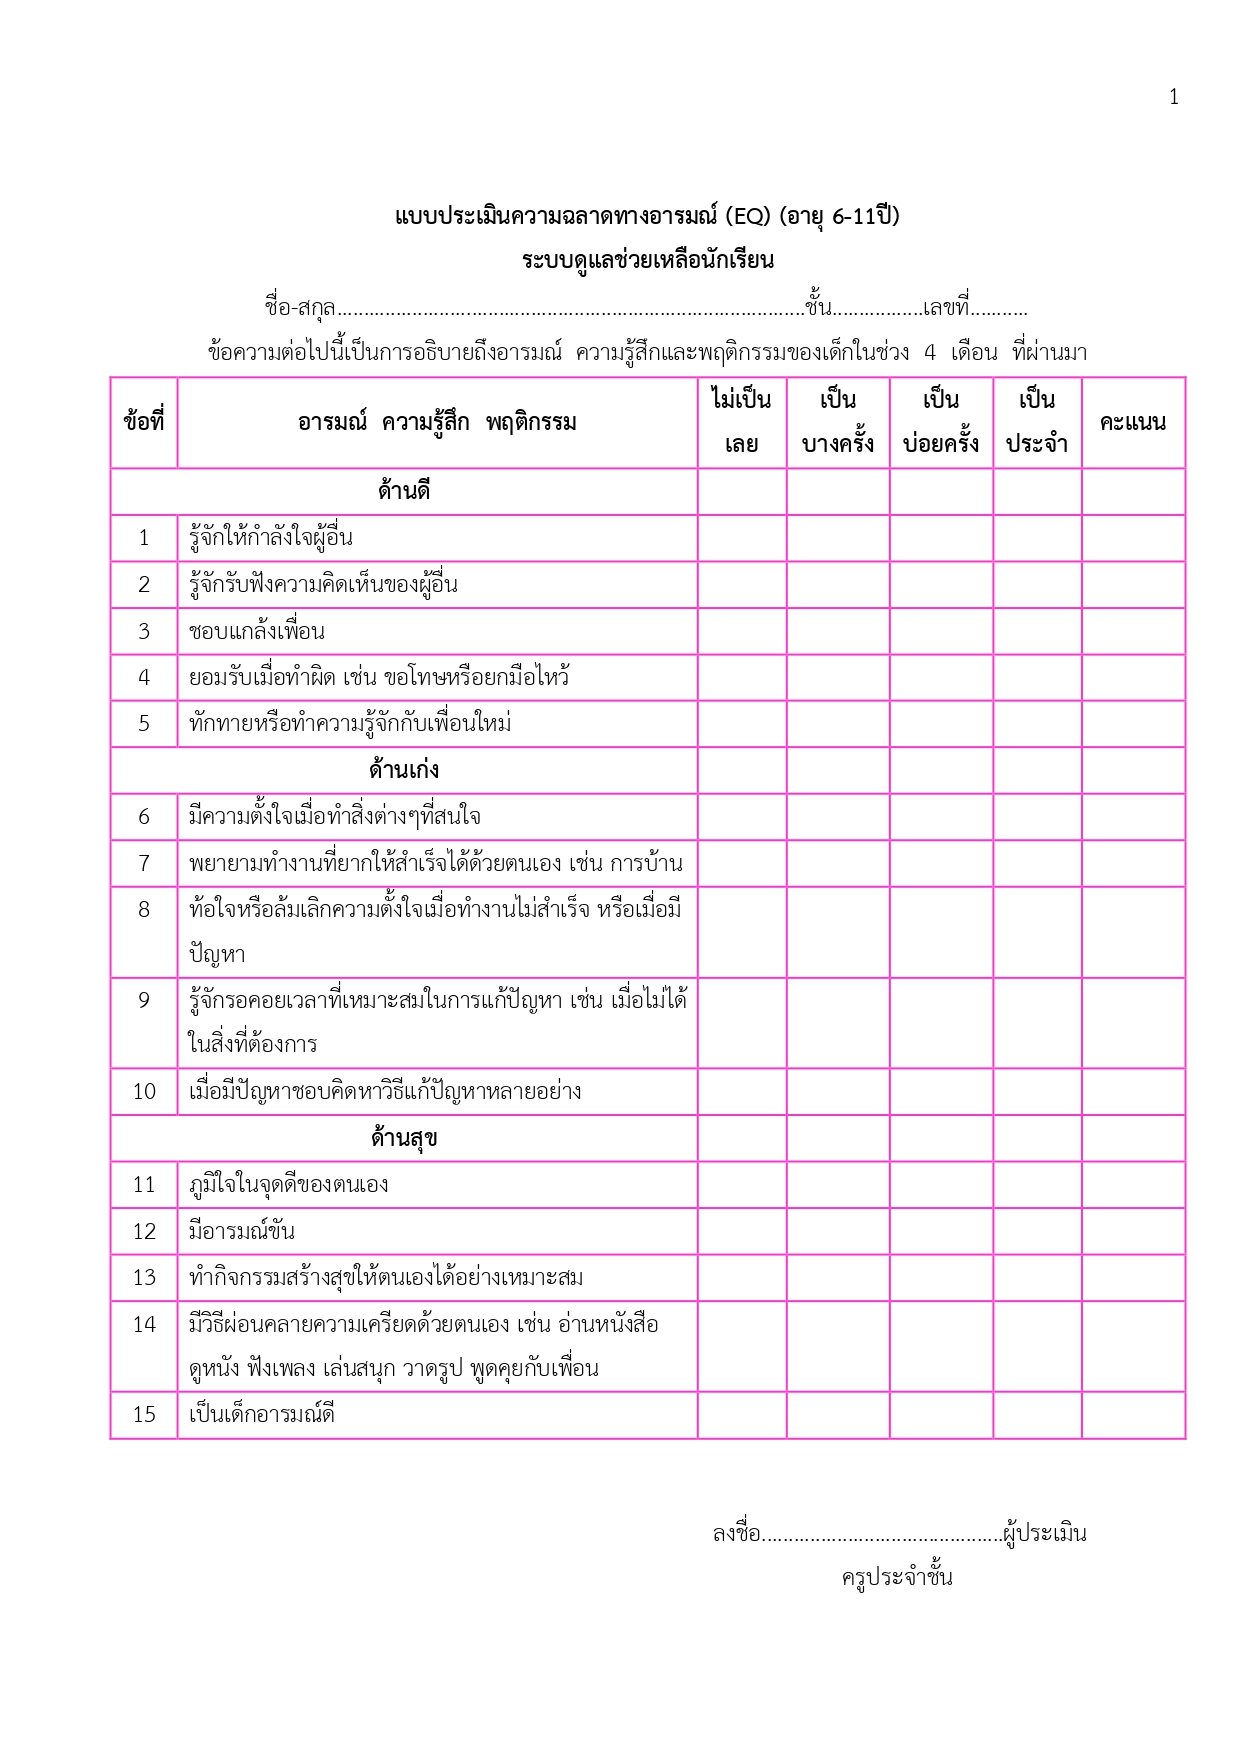 1
แบบประเมินความฉลาดทางอารมณ์ (EQ) (อายุ 6-11ปี)
ระบบดูแลช่วยเหลือนักเรียน
ชื่อ-สกุล.......................................................................................ชั้น.................เลขที่...........
ข้อความต่อไปนี้เป็นการอธิบายถึงอารมณ์ ความรู้สึกและพฤติกรรมของเด็กในช่วง 4 เดือน ที่ผ่านมา
ข้อที่ อารมณ์ ความรู้สึก พฤติกรรม ไม่เป็นเลย เป็นบางครั้ง เป็นบ่อยครั้ง เป็นประจำ คะแนน
ด้านดี
1 รู้จักให้กำลังใจผู้อื่น
2 รู้จักรับฟังความคิดเห็นของผู้อื่น
3 ชอบแกล้งเพื่อน
4 ยอมรับเมื่อทำผิด เช่น ขอโทษหรือยกมือไหว้
5 ทักทายหรือทำความรู้จักกับเพื่อนใหม่
ด้านเก่ง
6 มีความตั้งใจเมื่อทำสิ่งต่างๆที่สนใจ
7 พยายามทำงานที่ยากให้สำเร็จได้ด้วยตนเอง เช่น การบ้าน
8 ท้อใจหรือล้มเลิกความตั้งใจเมื่อทำงานไม่สำเร็จ หรือเมื่อมี
ปัญหา
9 รู้จักรอคอยเวลาที่เหมาะสมในการแก้ปัญหา เช่น เมื่อไม่ได้
ในสิ่งที่ต้องการ
10 เมื่อมีปัญหาชอบคิดหาวิธีแก้ปัญหาหลายอย่าง
ด้านสุข
11 ภูมิใจในจุดดีของตนเอง
12 มีอารมณ์ขัน
13 ทำกิจกรรมสร้างสุขให้ตนเองได้อย่างเหมาะสม
14 มีวิธีผ่อนคลายความเครียดด้วยตนเอง เช่น อ่านหนังสือ
ดูหนัง ฟังเพลง เล่นสนุก วาดรูป พูดคุยกับเพื่อน
15 เป็นเด็กอารมณ์ดี
ลงชื่อ.............................................ผู้ประเมิน
ครูประจำชั้น